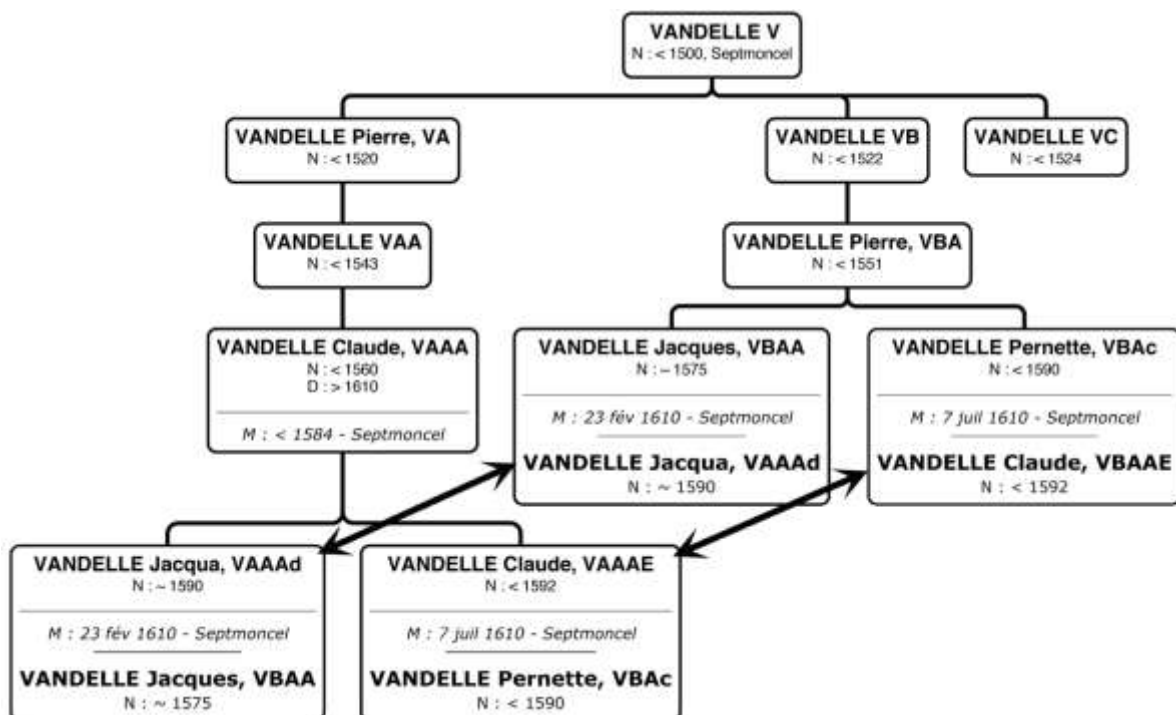 VANDELLE V
N : < 1500, Septmoncel
VANDELLE Pierre, VA
N : < 1520
VANDELLE VB
N : < 1522
VANDELLE VC
N : < 1524
VANDELLE VAA
N : < 1543
VANDELLE Pierre, VBA
N : < 1551
VANDELLE Claude, VAAA
N : < 1560
D : > 1610
M : < 1584 - Septmoncel
VANDELLE Jacques, VBAA
N : ~ 1575
M : 23 fév 1610 - Septmoncel
VANDELLE Jacqua, VAAAd
N : ~ 1590
VANDELLE Pernette, VBAc
N : < 1590
M : 7 juil 1610 - Septmoncel
VANDELLE Claude, VBAAE
N : < 1592
VANDELLE Jacqua, VAAAd
N : ~ 1590
M : 23 fév 1610 - Septmoncel
VANDELLE Jacques, VBAA
N : ~ 1575
VANDELLE Claude, VAAAE
N : < 1592
M : 7 juil 1610 - Septmoncel
VANDELLE Pernette, VBAc
N : < 1590